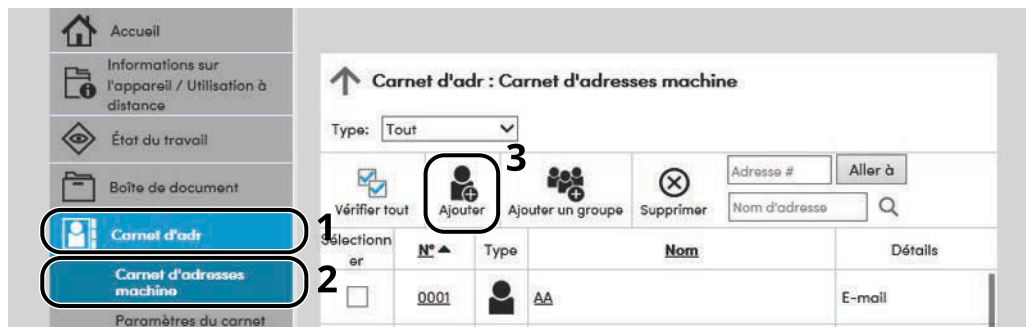 Accueil
Informations sur
l'appareil / Utilisation à
distance
État du travail
Boîte de document
1
Carnet d'adr
2
Carnet d'adresses
machine
Paramètres du carnet
Carnet d'adr : Carnet d'adresses machine
Type: Tout
3
Vérifier tout
Ajouter
Ajouter un groupe
Supprimer
Adresse #
Aller à
Nom d'adresse
Sélectionn
er
N°
Type
Nom
Détails
0001
AA
E-mail